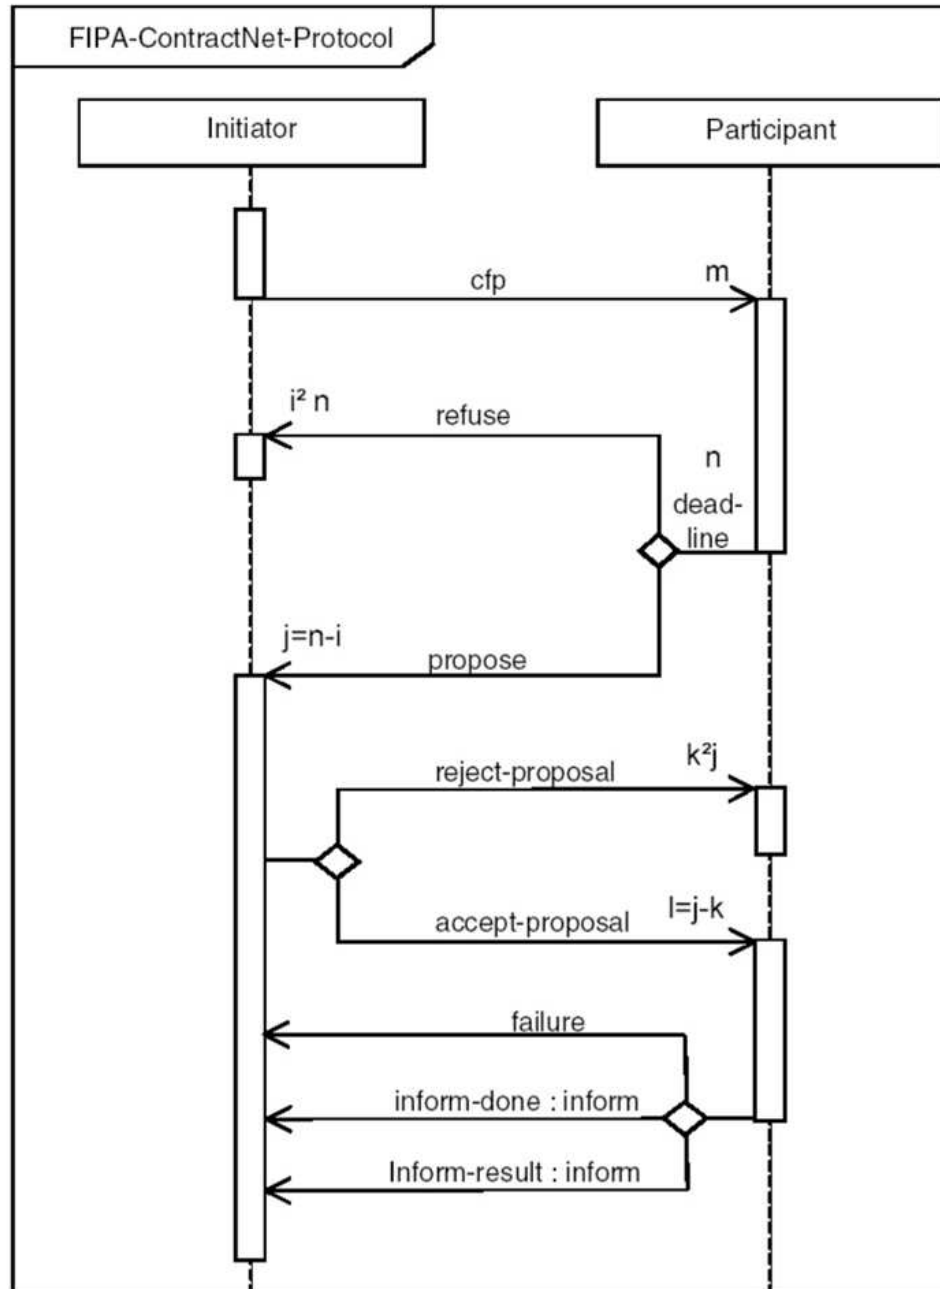 FIPA-ContractNet-Protocol
Initiator
Participant
cfp
m
i² n
refuse
n
dead-
line
j=n-i
propose
reject-proposal
k²j
accept-proposal
l=j-k
failure
inform-done : inform
Inform-result : inform